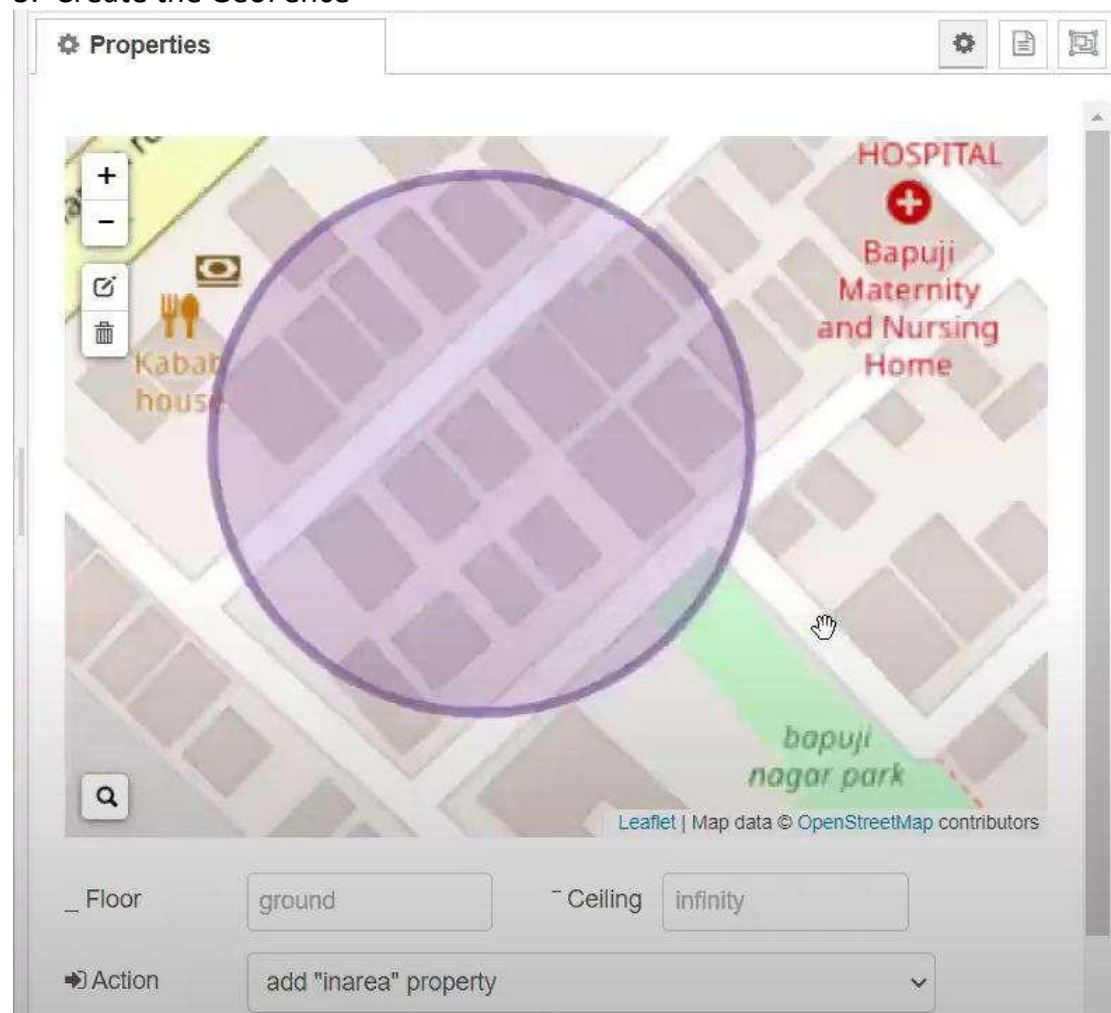 Properties
HOSPITAL
Bapuji
Maternity
and Nursing
Home
+
−
Kabab
house
bapuji
nagar park
Leaflet | Map data © OpenStreetMap contributors
_ Floor ground ¯ Ceiling infinity
Action add "inarea" property